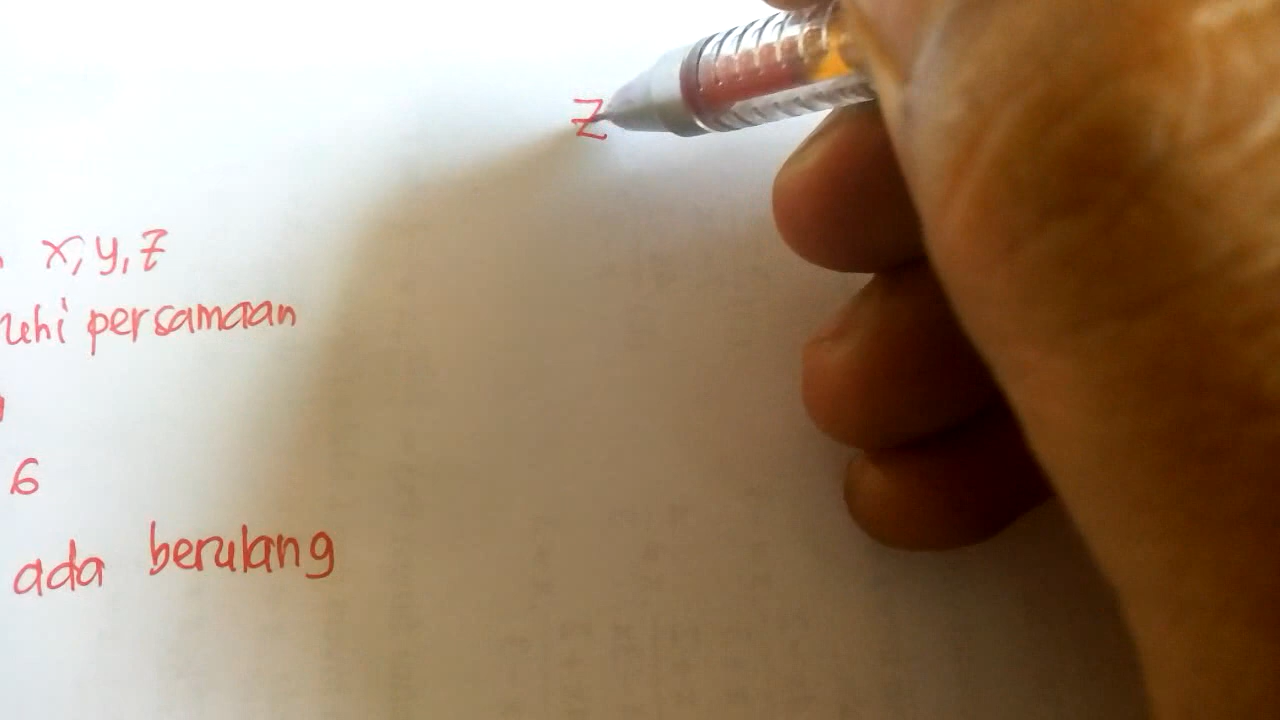 Z
x, y, z
uhi persamaan
6
ada berulang